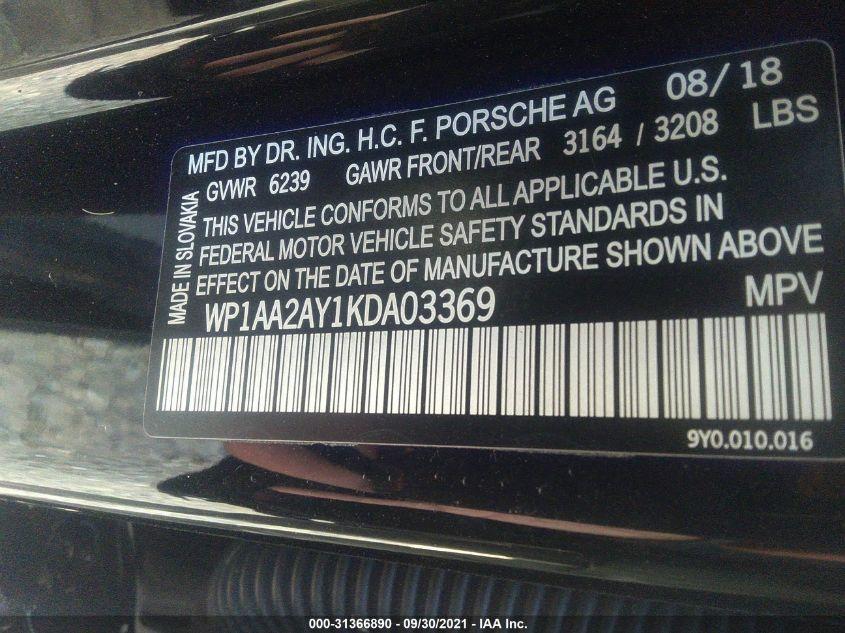 MFD BY DR. ING. H.C. F. PORSCHE AG 08/18
GVWR 6239 GAWR FRONT/REAR 3164 / 3208 LBS
THIS VEHICLE CONFORMS TO ALL APPLICABLE U.S.
FEDERAL MOTOR VEHICLE SAFETY STANDARDS IN
EFFECT ON THE DATE OF MANUFACTURE SHOWN ABOVE
MADE IN SLOVAKIA
WP1AA2AY1KDA03369 MPV
9Y0.010.016
000-31366890 - 09/30/2021 - IAA Inc.